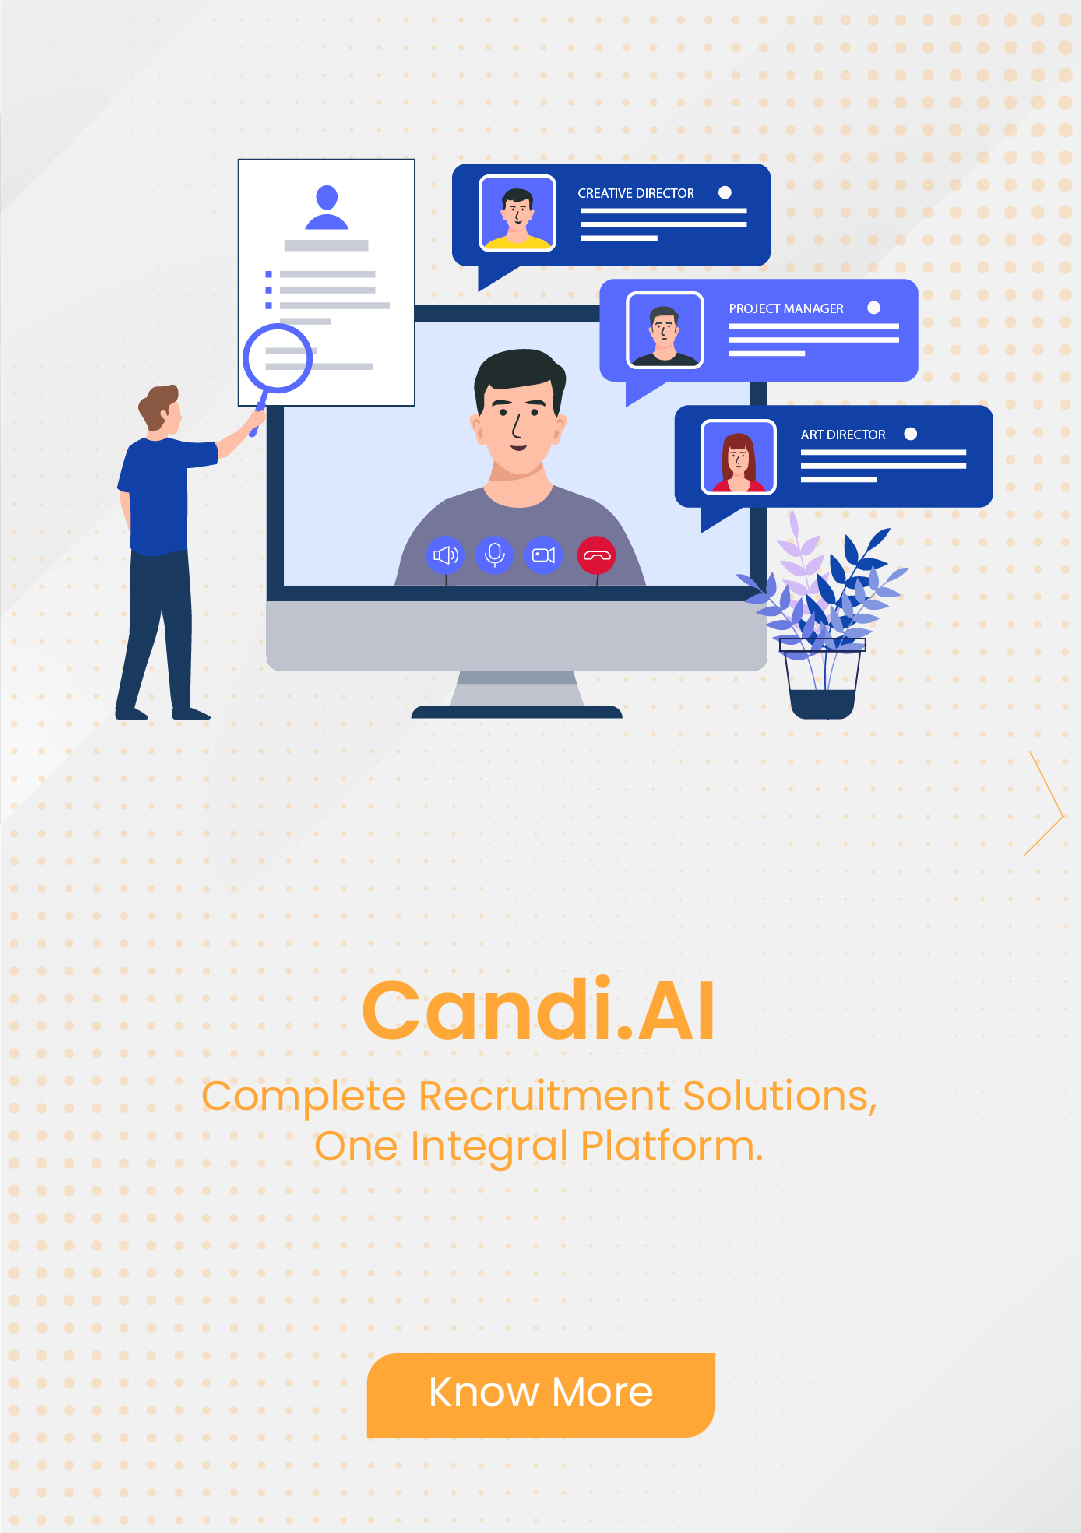 CREATIVE DIRECTOR
PROJECT MANAGER
ART DIRECTOR
Candi.AI
Complete Recruitment Solutions,
One Integral Platform.
Know More